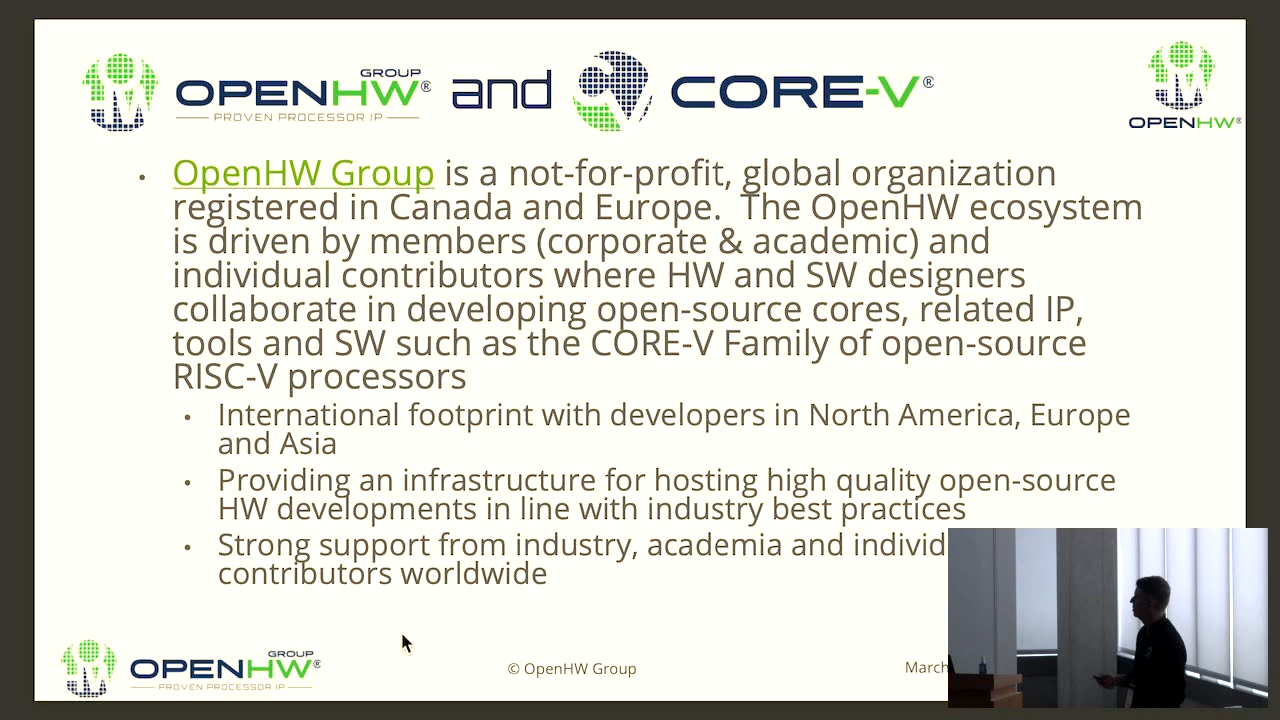 OPENHW® GROUP and CORE-V®
PROVEN PROCESSOR IP
OPENHW®
• OpenHW Group is a not-for-profit, global organization
registered in Canada and Europe. The OpenHW ecosystem
is driven by members (corporate & academic) and
individual contributors where HW and SW designers
collaborate in developing open-source cores, related IP,
tools and SW such as the CORE-V Family of open-source
RISC-V processors
• International footprint with developers in North America, Europe
and Asia
• Providing an infrastructure for hosting high quality open-source
HW developments in line with industry best practices
• Strong support from industry, academia and individ
contributors worldwide
OPENHW® GROUP
PROVEN PROCESSOR IP
© OpenHW Group
March